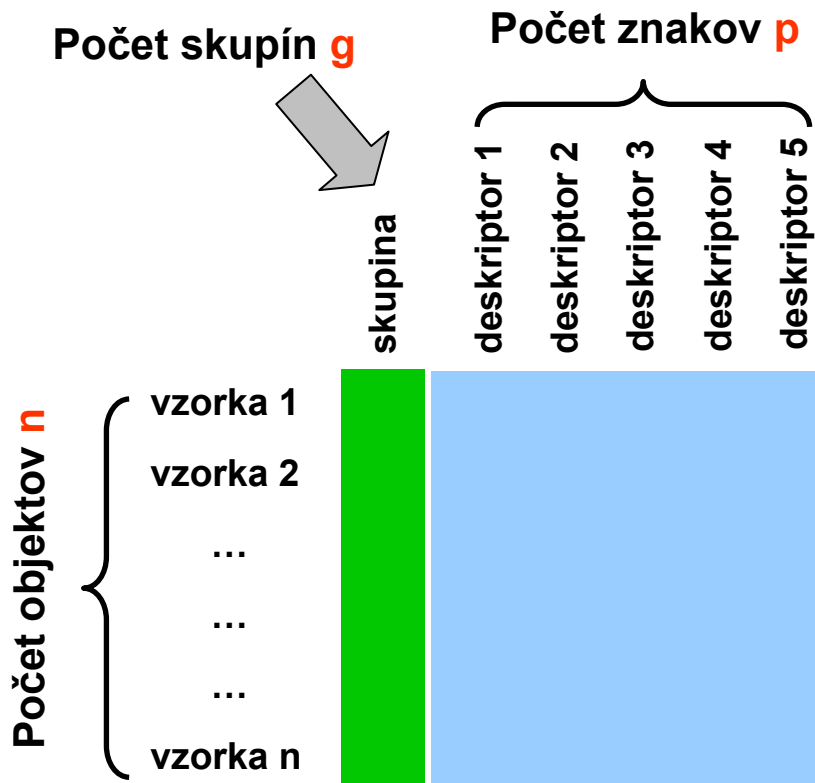 Počet skupín g
Počet znakov p
skupina
deskriptor 1
deskriptor 2
deskriptor 3
deskriptor 4
deskriptor 5
Počet objektov n
vzorka 1
vzorka 2
...
...
...
vzorka n